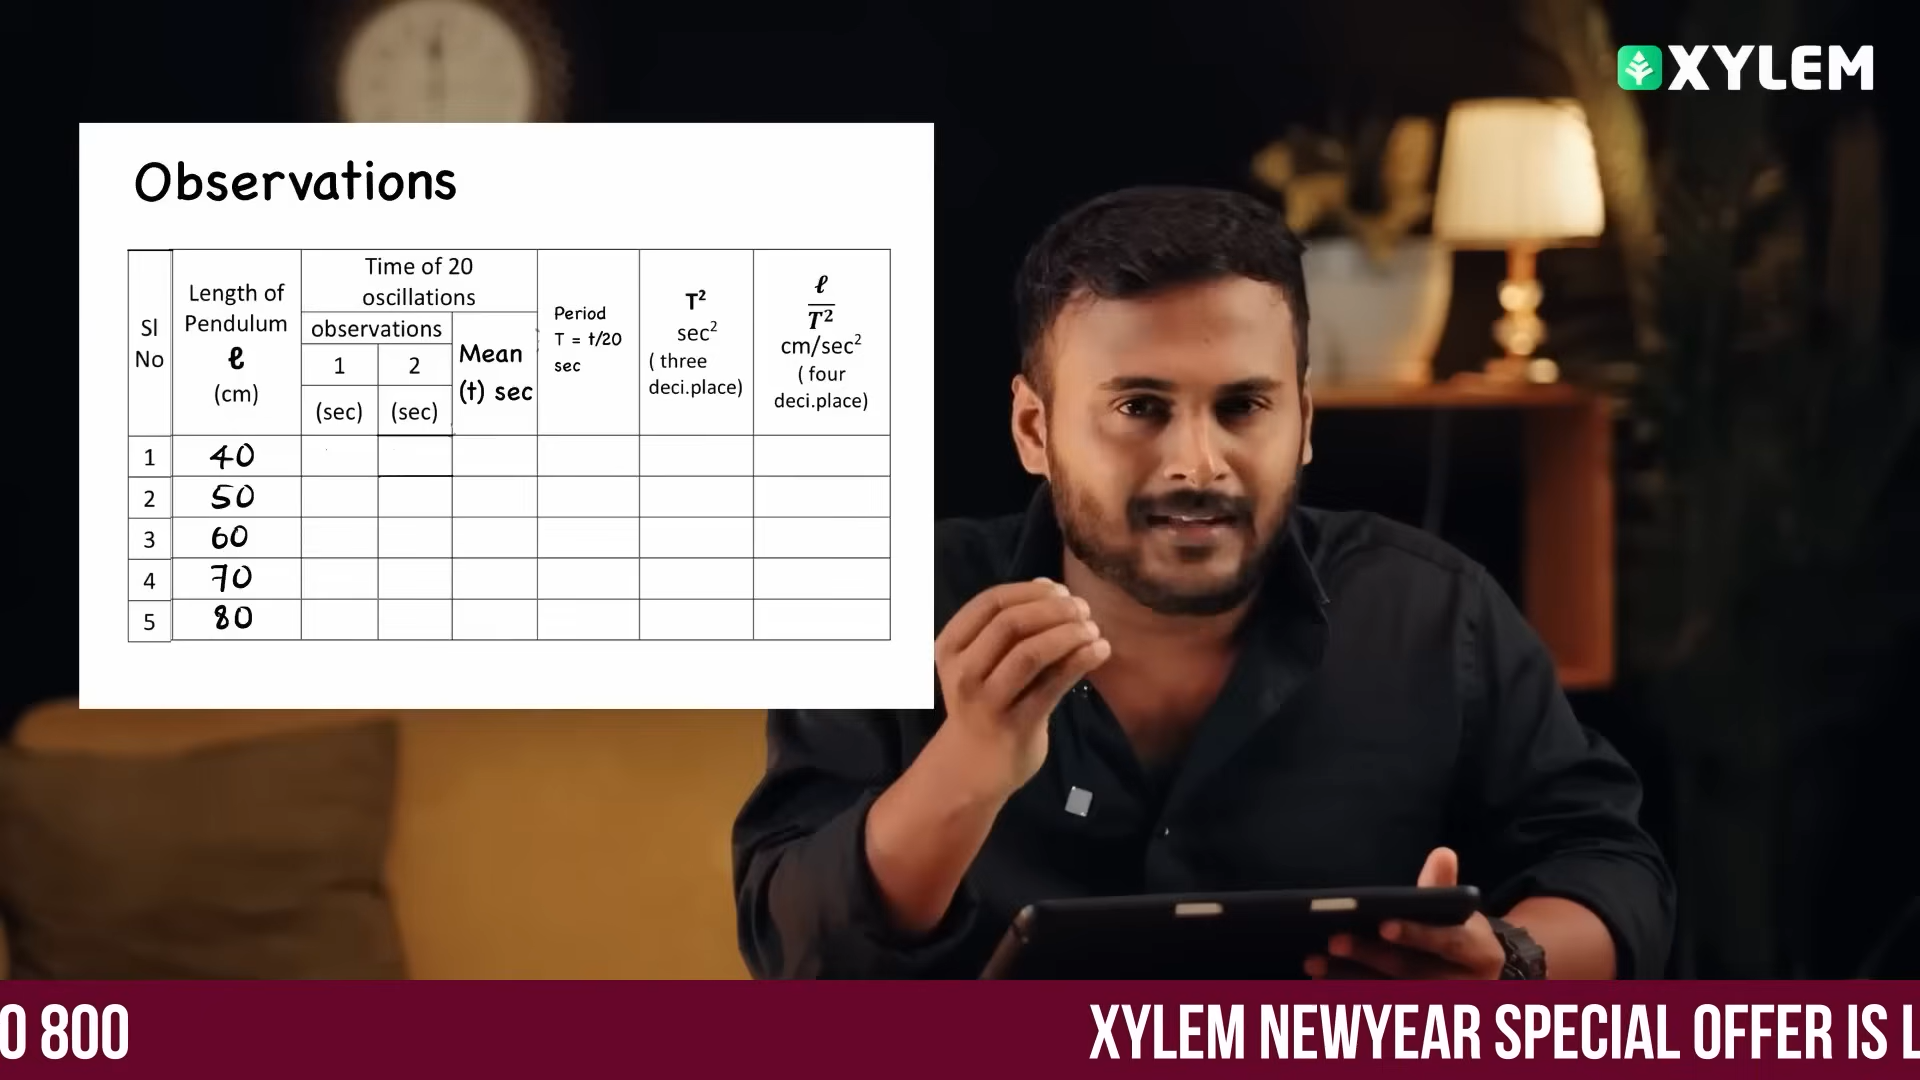 XYLEM
Observations
Sl
No
Length of
Pendulum
ℓ
(cm)
Time of 20
oscillations
observations
1
2
(sec)
(sec)
Mean
(t) sec
Period
T = t/20
sec
T²
sec²
( three
deci.place)
ℓ
T²
cm/sec²
( four
deci.place)
1 40
2 50
3 60
4 70
5 80
0 800
XYLEM NEWYEAR SPECIAL OFFER IS L